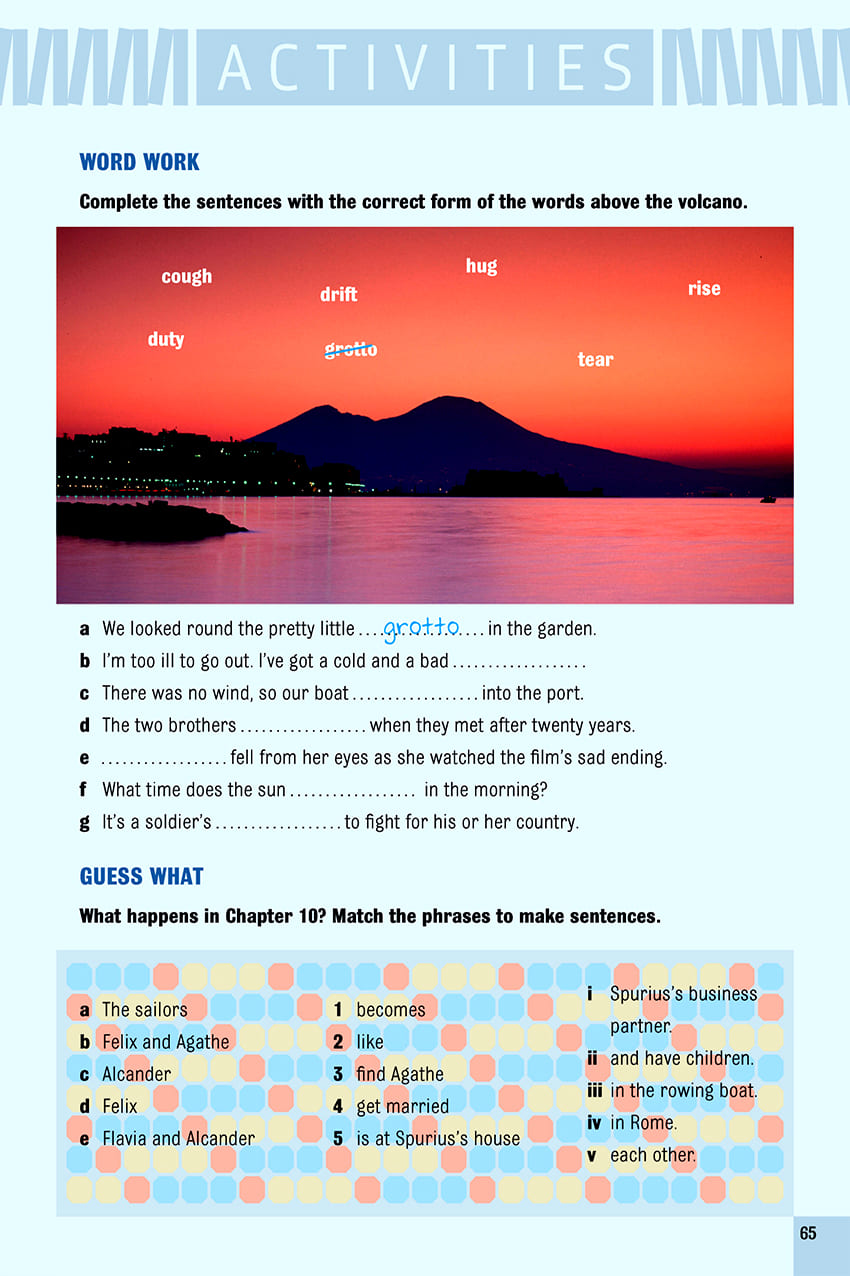 ACTIVITIES
WORD WORK
Complete the sentences with the correct form of the words above the volcano.
cough
drift
hug
rise
duty
grotto
tear
a We looked round the pretty little ....grotto.... in the garden.
b I'm too ill to go out. I've got a cold and a bad ...................
c There was no wind, so our boat .................. into the port.
d The two brothers .................. when they met after twenty years.
e .................. fell from her eyes as she watched the film's sad ending.
f What time does the sun .................. in the morning?
g It's a soldier's .................. to fight for his or her country.
GUESS WHAT
What happens in Chapter 10? Match the phrases to make sentences.
a The sailors
b Felix and Agathe
c Alcander
d Felix
e Flavia and Alcander
1 becomes
2 like
3 find Agathe
4 get married
5 is at Spurius's house
i Spurius's business
partner.
ii and have children.
iii in the rowing boat.
iv in Rome.
v each other.
65